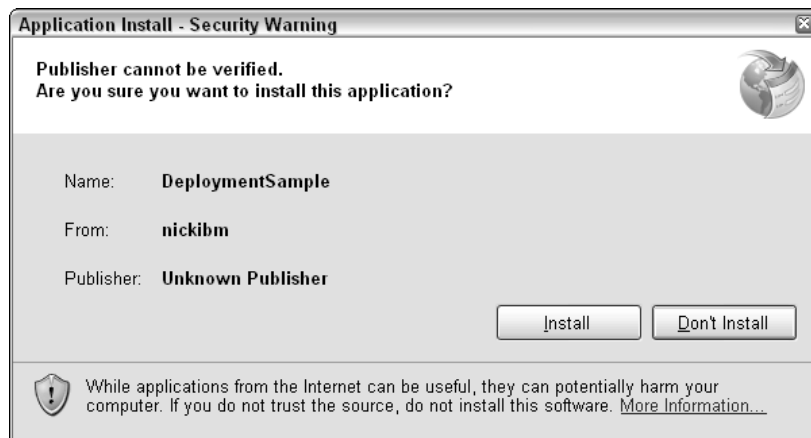 Application Install - Security Warning
Publisher cannot be verified.
Are you sure you want to install this application?
Name: DeploymentSample
From: nickibm
Publisher: Unknown Publisher
Install Don't Install
While applications from the Internet can be useful, they can potentially harm your
computer. If you do not trust the source, do not install this software. More Information...